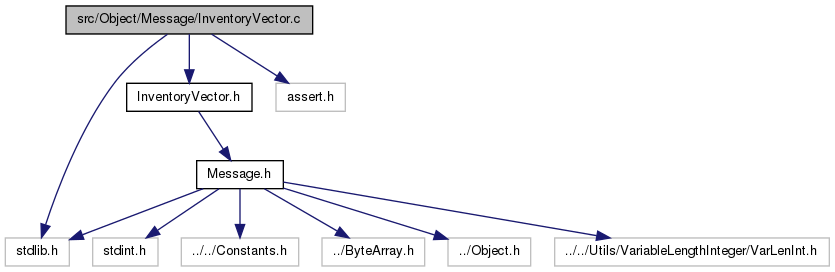 src/Object/Message/InventoryVector.c
InventoryVector.h
assert.h
Message.h
stdlib.h
stdint.h
../../Constants.h
../ByteArray.h
../Object.h
../../Utils/VariableLengthInteger/VarLenInt.h